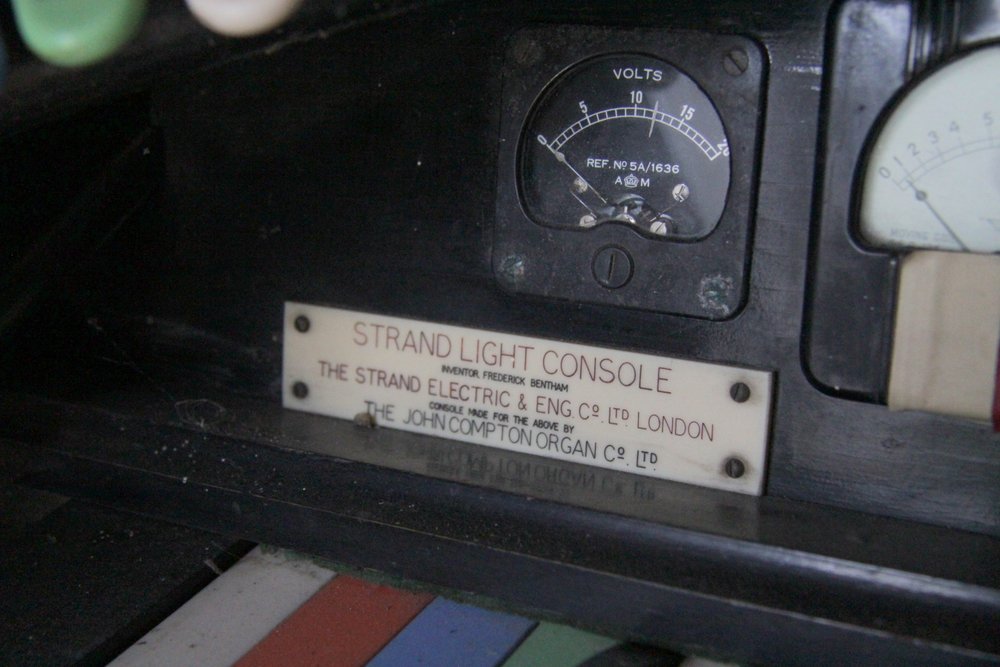 VOLTS
0 5 10 15 20
REF. Nº 5A/1636
A M
0 1 2 3 4 5
STRAND LIGHT CONSOLE
INVENTOR, FREDERICK BENTHAM
THE STRAND ELECTRIC & ENG. Cº. LTD LONDON
CONSOLE MADE FOR THE ABOVE BY
THE JOHN COMPTON ORGAN Cº. LTD.